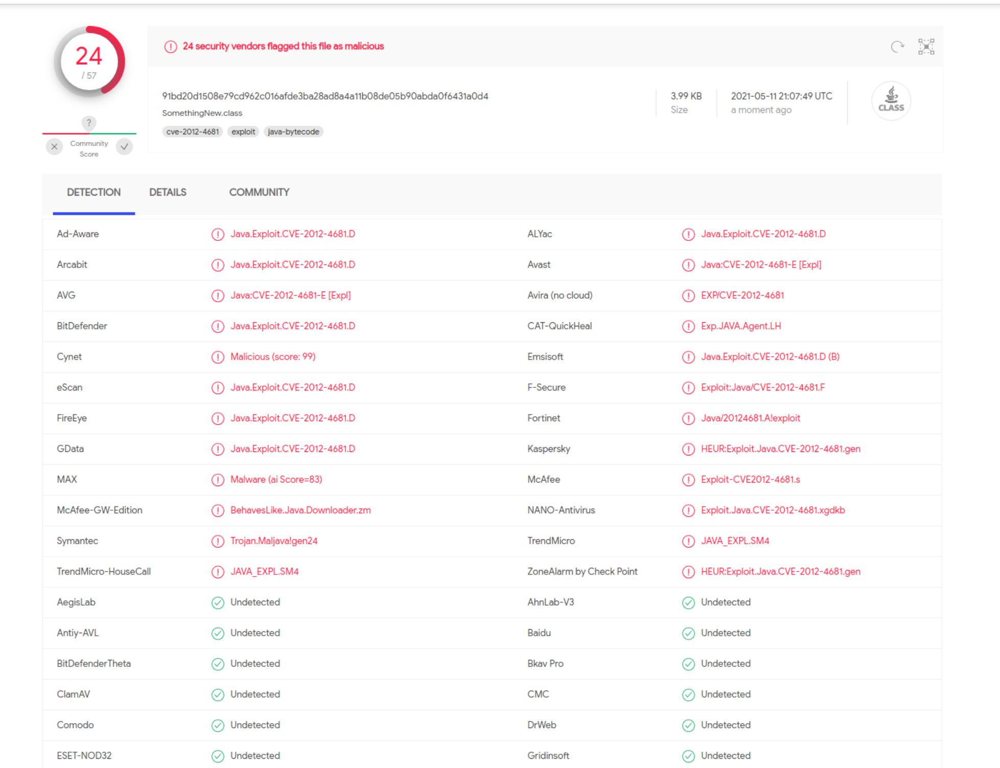 24
/ 57
?
Community
Score
24 security vendors flagged this file as malicious
91bd20d1508e79cd962c016afde3ba28ad8a4a11b08de05b90abda0f6431a0d4
SomethingNew.class
cve-2012-4681 exploit java-bytecode
3.99 KB
Size
2021-05-11 21:07:49 UTC
a moment ago
CLASS
DETECTION DETAILS COMMUNITY
Ad-Aware Java.Exploit.CVE-2012-4681.D ALYac Java.Exploit.CVE-2012-4681.D
Arcabit Java.Exploit.CVE-2012-4681.D Avast Java:CVE-2012-4681-E [Expl]
AVG Java:CVE-2012-4681-E [Expl] Avira (no cloud) EXP/CVE-2012-4681
BitDefender Java.Exploit.CVE-2012-4681.D CAT-QuickHeal Exp.JAVA.Agent.LH
Cynet Malicious (score: 99) Emsisoft Java.Exploit.CVE-2012-4681.D (B)
eScan Java.Exploit.CVE-2012-4681.D F-Secure Exploit:Java/CVE-2012-4681.F
FireEye Java.Exploit.CVE-2012-4681.D Fortinet Java/20124681.A!exploit
GData Java.Exploit.CVE-2012-4681.D Kaspersky HEUR:Exploit.Java.CVE-2012-4681.gen
MAX Malware (ai Score=83) McAfee Exploit-CVE2012-4681.s
McAfee-GW-Edition BehavesLike.Java.Downloader.zm NANO-Antivirus Exploit.Java.CVE-2012-4681.xgdkb
Symantec Trojan.Maljava!gen24 TrendMicro JAVA_EXPL.SM4
TrendMicro-HouseCall JAVA_EXPL.SM4 ZoneAlarm by Check Point HEUR:Exploit.Java.CVE-2012-4681.gen
AegisLab Undetected AhnLab-V3 Undetected
Antiy-AVL Undetected Baidu Undetected
BitDefenderTheta Undetected Bkav Pro Undetected
ClamAV Undetected CMC Undetected
Comodo Undetected DrWeb Undetected
ESET-NOD32 Undetected Gridinsoft Undetected